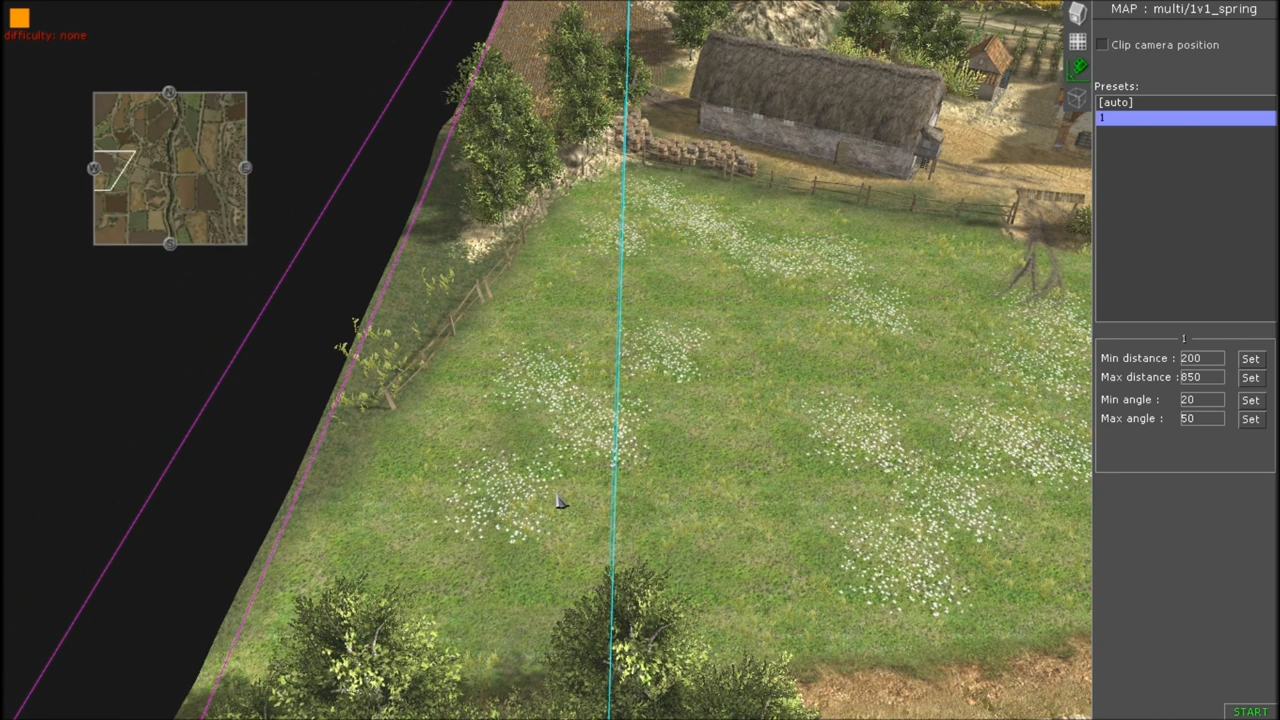 difficulty: none
N
W
E
S
MAP : multi/1v1_spring
Clip camera position
Presets:
[auto]
1
1
Min distance : 200 Set
Max distance : 850 Set
Min angle : 20 Set
Max angle : 50 Set
START